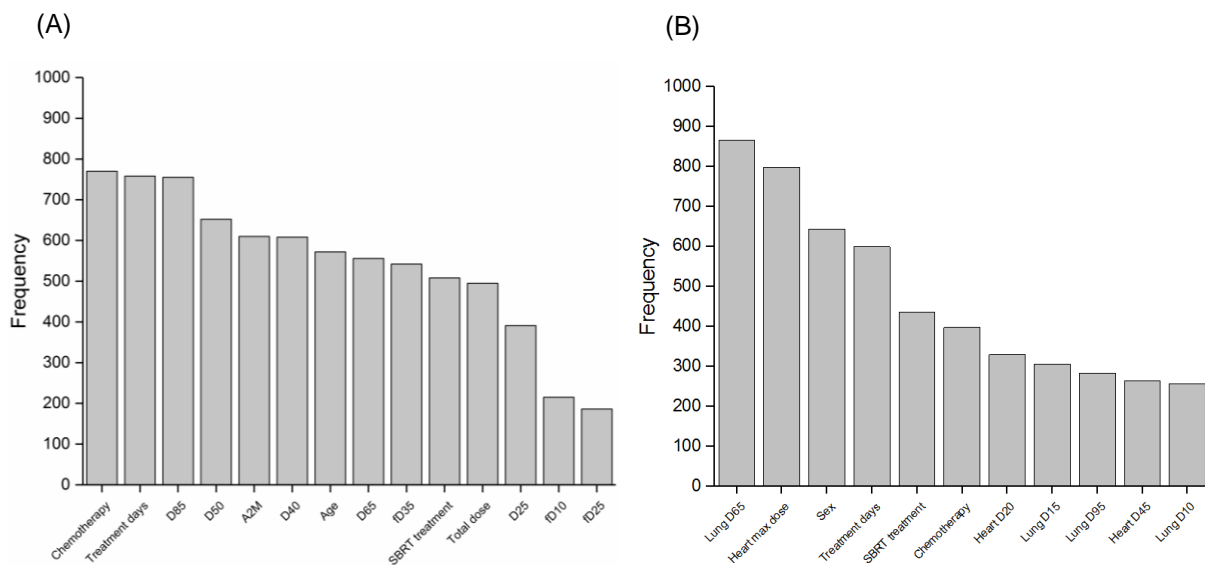 (A)
Frequency
1000
900
800
700
600
500
400
300
200
100
0
Chemotherapy
Treatment days
D85
D50
A2M
D40
Age
D65
fD35
SBRT treatment
Total dose
D25
fD10
fD25
(B)
Frequency
1000
900
800
700
600
500
400
300
200
100
0
Lung D65
Heart max dose
Sex
Treatment days
SBRT treatment
Chemotherapy
Heart D20
Lung D15
Lung D95
Heart D45
Lung D10